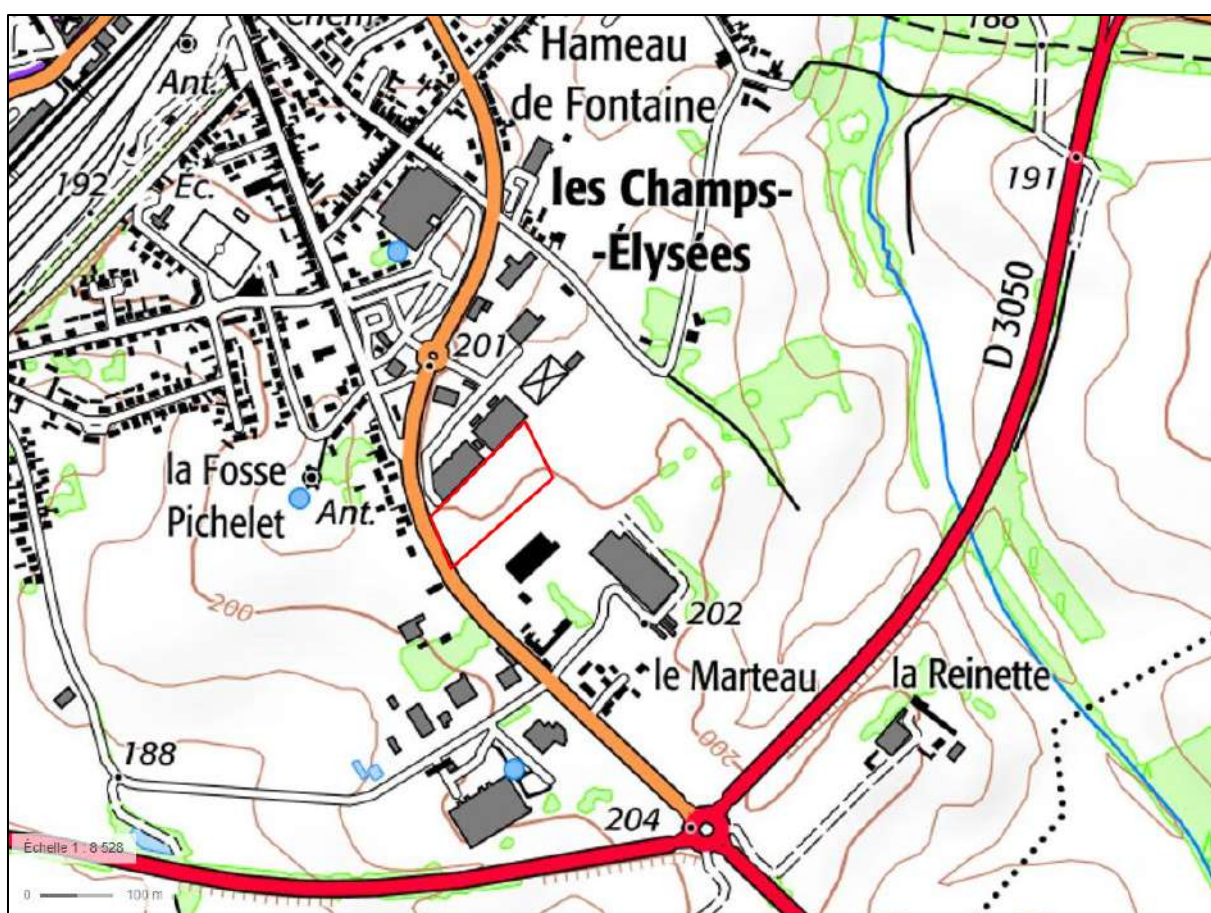 188
Hameau
de Fontaine
Ant.
les Champs-
-Élysées
192
Éc.
191
D 3050
201
la Fosse
Pichelet
Ant.
200
202
le Marteau
la Reinette
200
188
204
Échelle 1 : 8 528
0
100 m